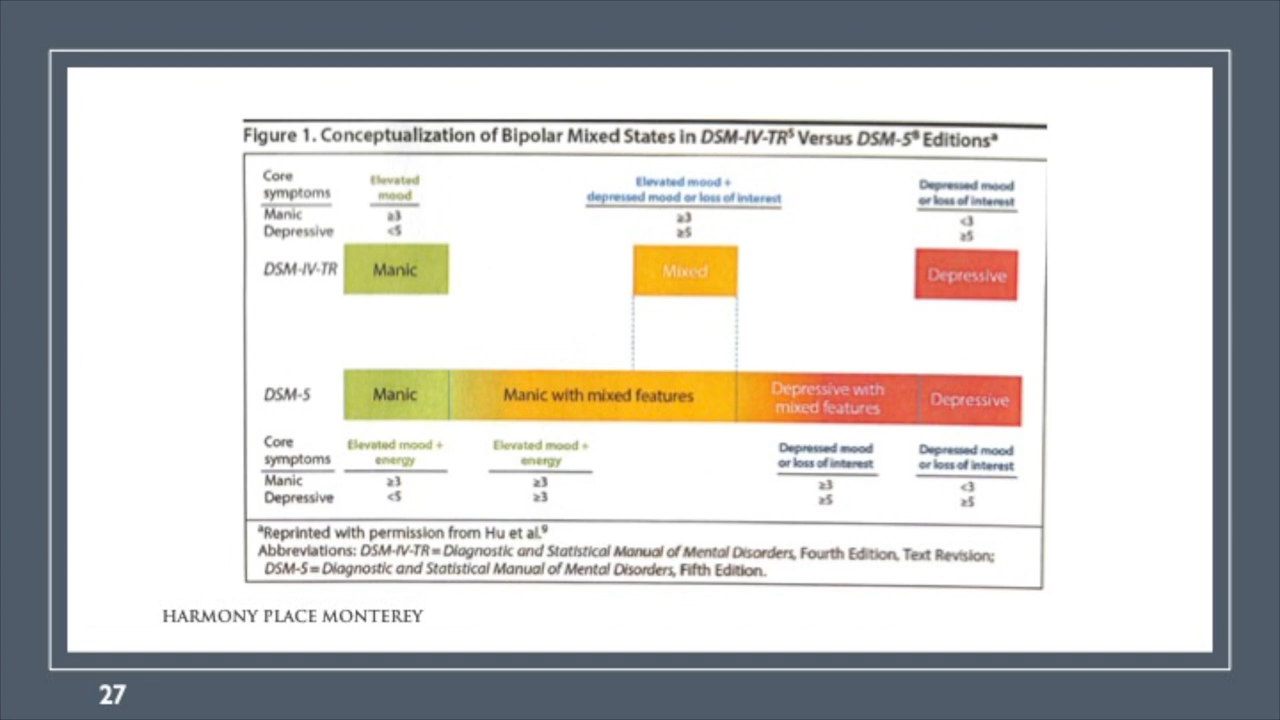 Figure 1. Conceptualization of Bipolar Mixed States in DSM-IV-TR⁵ Versus DSM-5⁸ Editionsᵃ
Core symptoms
Elevated mood
Elevated mood + depressed mood or loss of interest
Depressed mood or loss of interest
Manic ≥3 ≥3 <3
Depressive <5 ≥5 ≥5
DSM-IV-TR Manic Mixed Depressive
DSM-5 Manic Manic with mixed features Depressive with mixed features Depressive
Core symptoms
Elevated mood + energy
Elevated mood + energy
Depressed mood or loss of interest
Depressed mood or loss of interest
Manic ≥3 ≥3 ≥3 <3
Depressive <5 ≥3 ≥5 ≥5
ᵃReprinted with permission from Hu et al.⁹
Abbreviations: DSM-IV-TR = Diagnostic and Statistical Manual of Mental Disorders, Fourth Edition, Text Revision;
DSM-5 = Diagnostic and Statistical Manual of Mental Disorders, Fifth Edition.
HARMONY PLACE MONTEREY
27